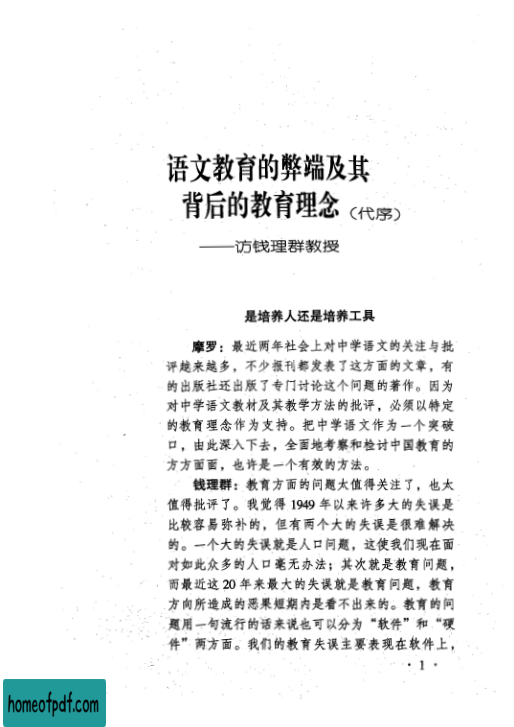 语文教育的弊端及其
背后的教育理念（代序）
——访钱理群教授
是培养人还是培养工具
摩罗：最近两年社会上对中学语文的关注与批
评越来越多，不少报刊都发表了这方面的文章，有
的出版社还出版了专门讨论这个问题的著作。因为
对中学语文教材及其教学方法的批评，必须以特定
的教育理念作为支持。把中学语文作为一个突破
口，由此深入下去，全面地考察和检讨中国教育的
方方面面，也许是一个有效的方法。
钱理群：教育方面的问题太值得关注了，也太
值得批评了。我觉得 1949 年以来许多大的失误是
比较容易弥补的，但有两个大的失误是很难解决
的。一个大的失误就是人口问题，这使我们现在面
对如此众多的人口毫无办法；其次就是教育问题，
而最近这 20 年来最大的失误就是教育问题，教育
方向所造成的恶果短期内是看不出来的。教育的问
题用一句流行的话来说也可以分为“软件”和“硬
件”两方面。我们的教育失误主要表现在软件上，
· 1 ·
homeofpdf.com